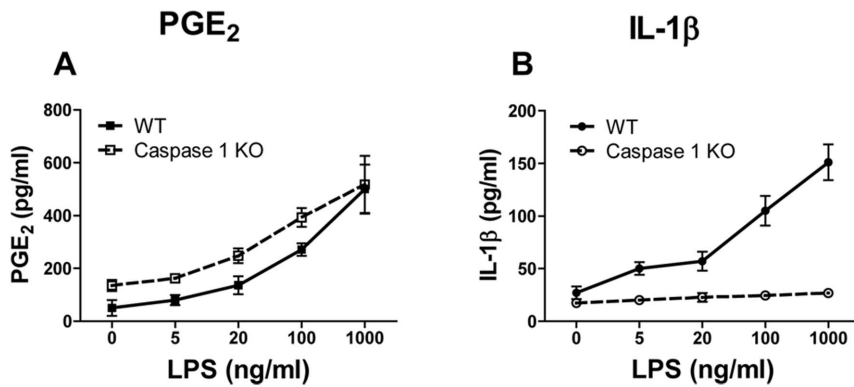 PGE₂
A
800
600
400
200
0
PGE₂ (pg/ml)
WT
Caspase 1 KO
0 5 20 100 1000
LPS (ng/ml)
IL-1β
B
200
150
100
50
0
IL-1β (pg/ml)
WT
Caspase 1 KO
0 5 20 100 1000
LPS (ng/ml)